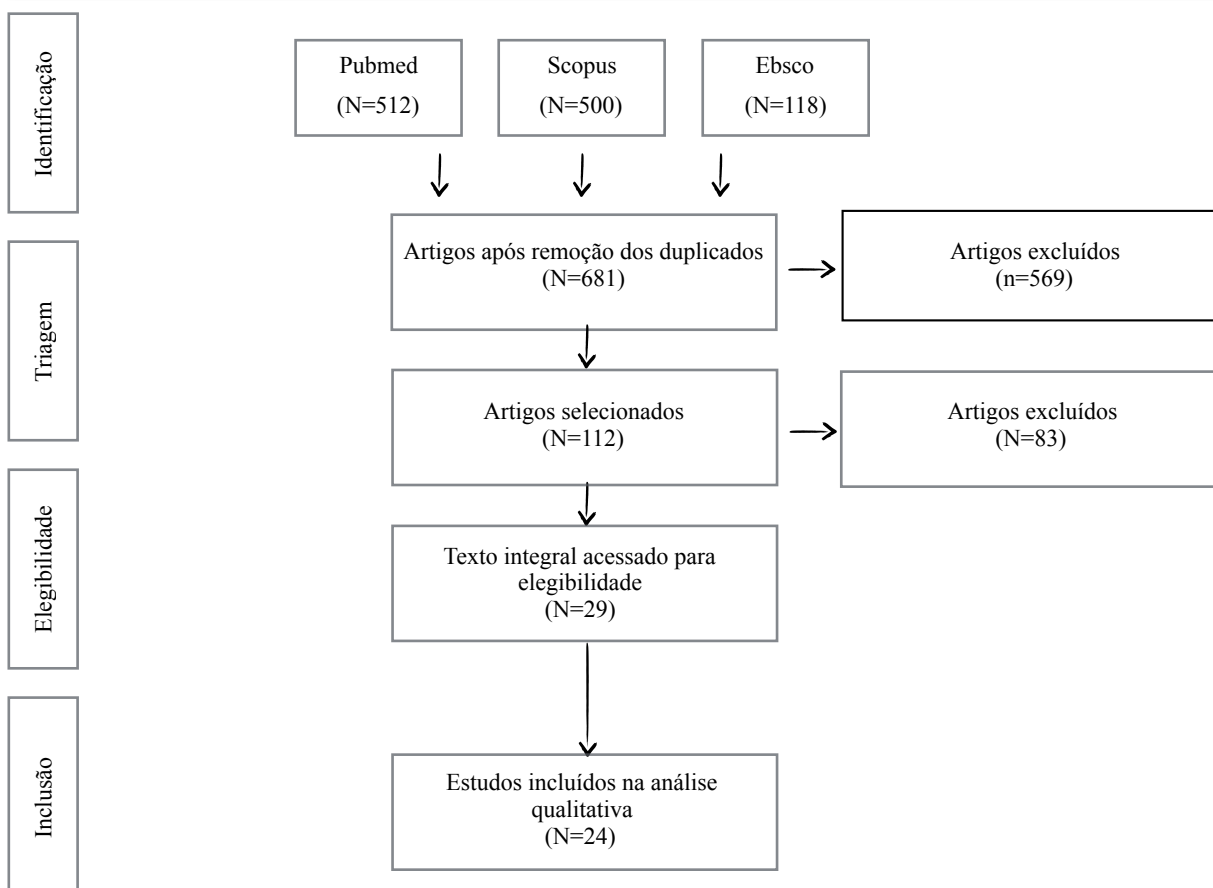 Identificação
Pubmed
(N=512)
Scopus
(N=500)
Ebsco
(N=118)
Triagem
Artigos após remoção dos duplicados
(N=681)
Artigos excluídos
(n=569)
Artigos selecionados
(N=112)
Artigos excluídos
(N=83)
Elegibilidade
Texto integral acessado para
elegibilidade
(N=29)
Inclusão
Estudos incluídos na análise
qualitativa
(N=24)